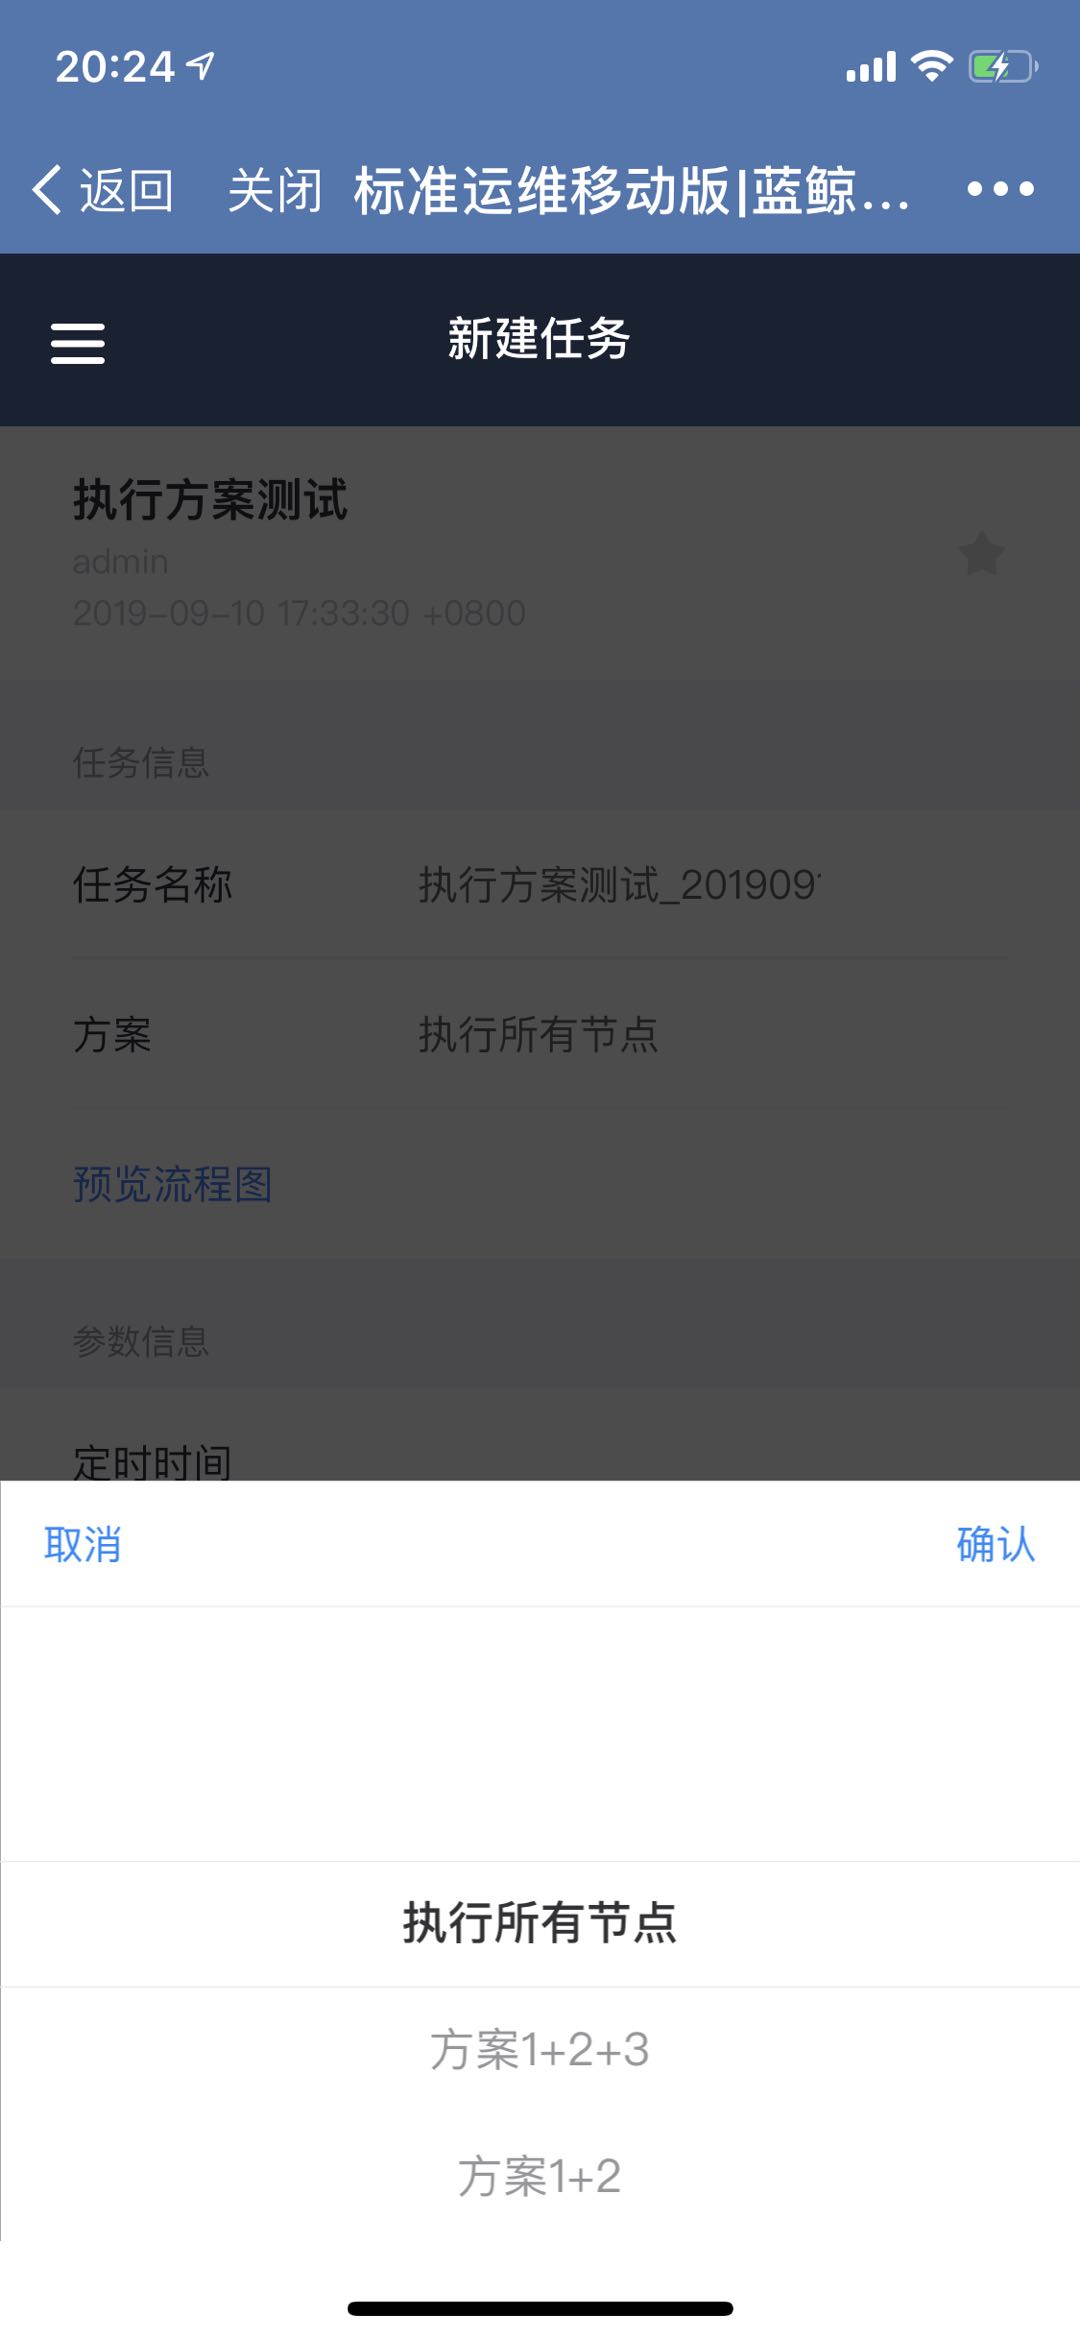 20:24
返回 关闭 标准运维移动版|蓝鲸...
新建任务
执行方案测试
admin
2019-09-10 17:33:30 +0800
任务信息
任务名称 执行方案测试_201909
方案 执行所有节点
预览流程图
参数信息
定时时间
取消 确认
执行所有节点
方案1+2+3
方案1+2